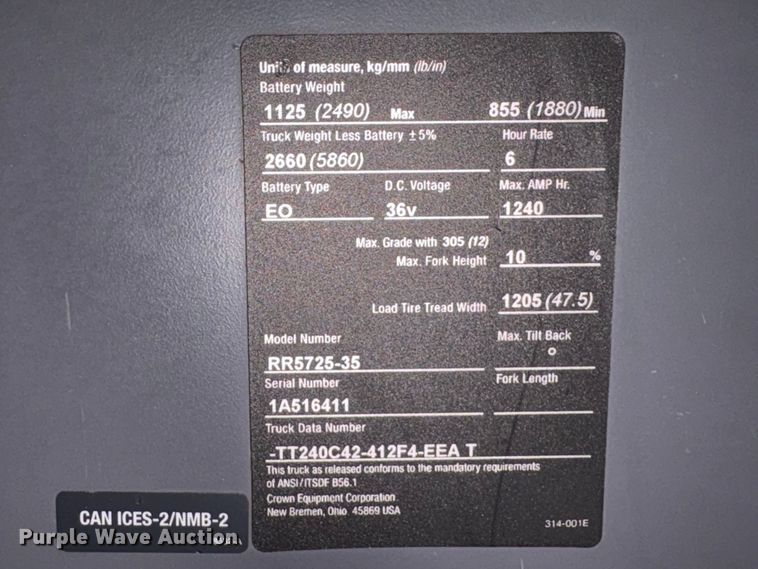 Units of measure, kg/mm (lb/in)
Battery Weight
1125 (2490) Max 855 (1880) Min
Truck Weight Less Battery ±5% Hour Rate
2660 (5860) 6
Battery Type D.C. Voltage Max. AMP Hr.
EO 36v 1240
Max. Grade with 305 (12)
Max. Fork Height 10 %
Load Tire Tread Width 1205 (47.5)
Model Number Max. Tilt Back
RR5725-35 °
Serial Number Fork Length
1A516411
Truck Data Number
-TT240C42-412F4-EEA T
This truck as released conforms to the mandatory requirements
of ANSI/ITSDF B56.1
Crown Equipment Corporation
New Bremen, Ohio 45869 USA
314-001E
CAN ICES-2/NMB-2
Purple Wave Auction